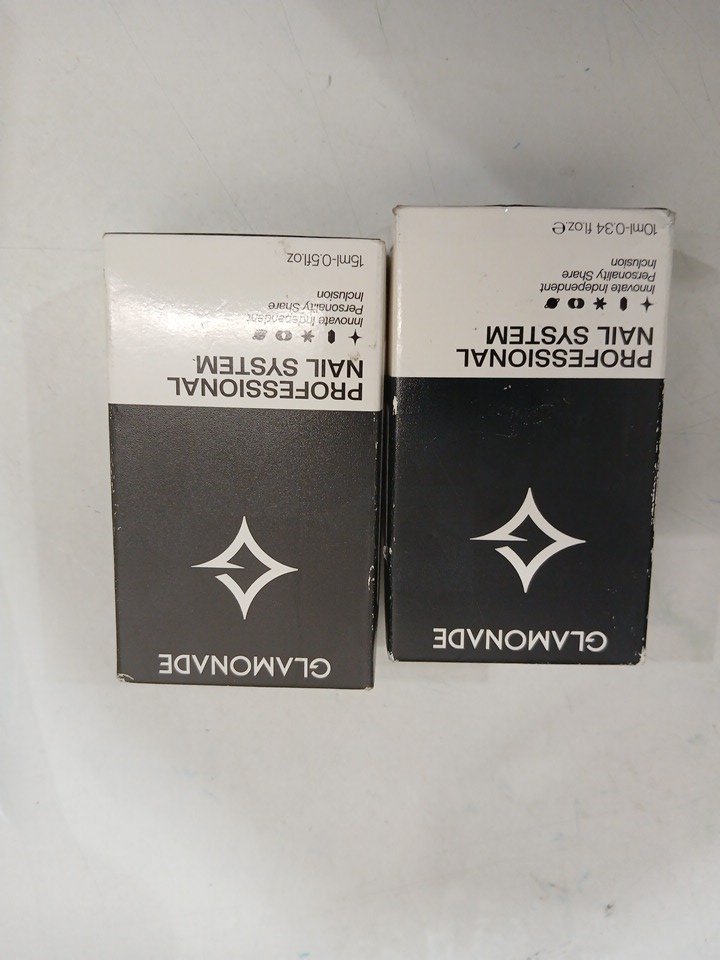 GLAMONADE
PROFESSIONAL
NAIL SYSTEM
Innovate Independent
Personality Share
Inclusion
10ml-0.34 fl.oz.℮
GLAMONADE
PROFESSIONAL
NAIL SYSTEM
Innovate Independent
Personality Share
Inclusion
15ml-0.5fl.oz